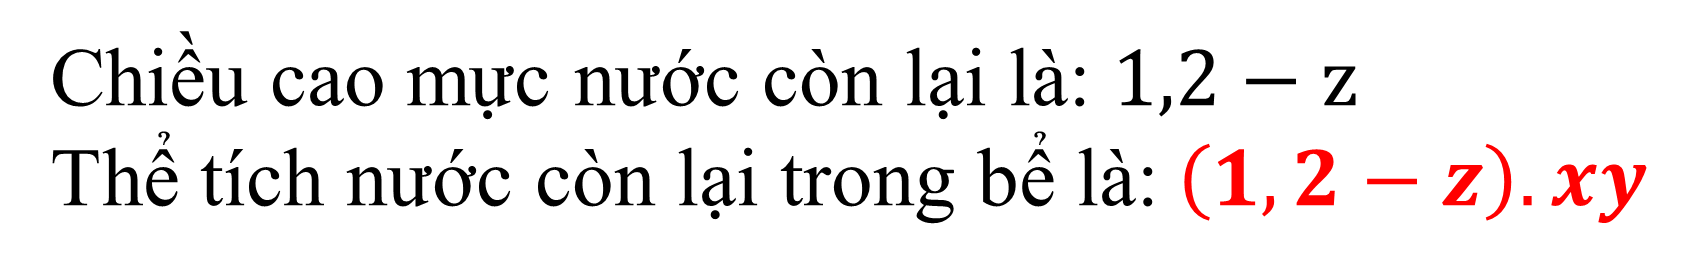 Chiều cao mực nước còn lại là: 1,2 − z
Thể tích nước còn lại trong bể là: (1, 2 − z). xy